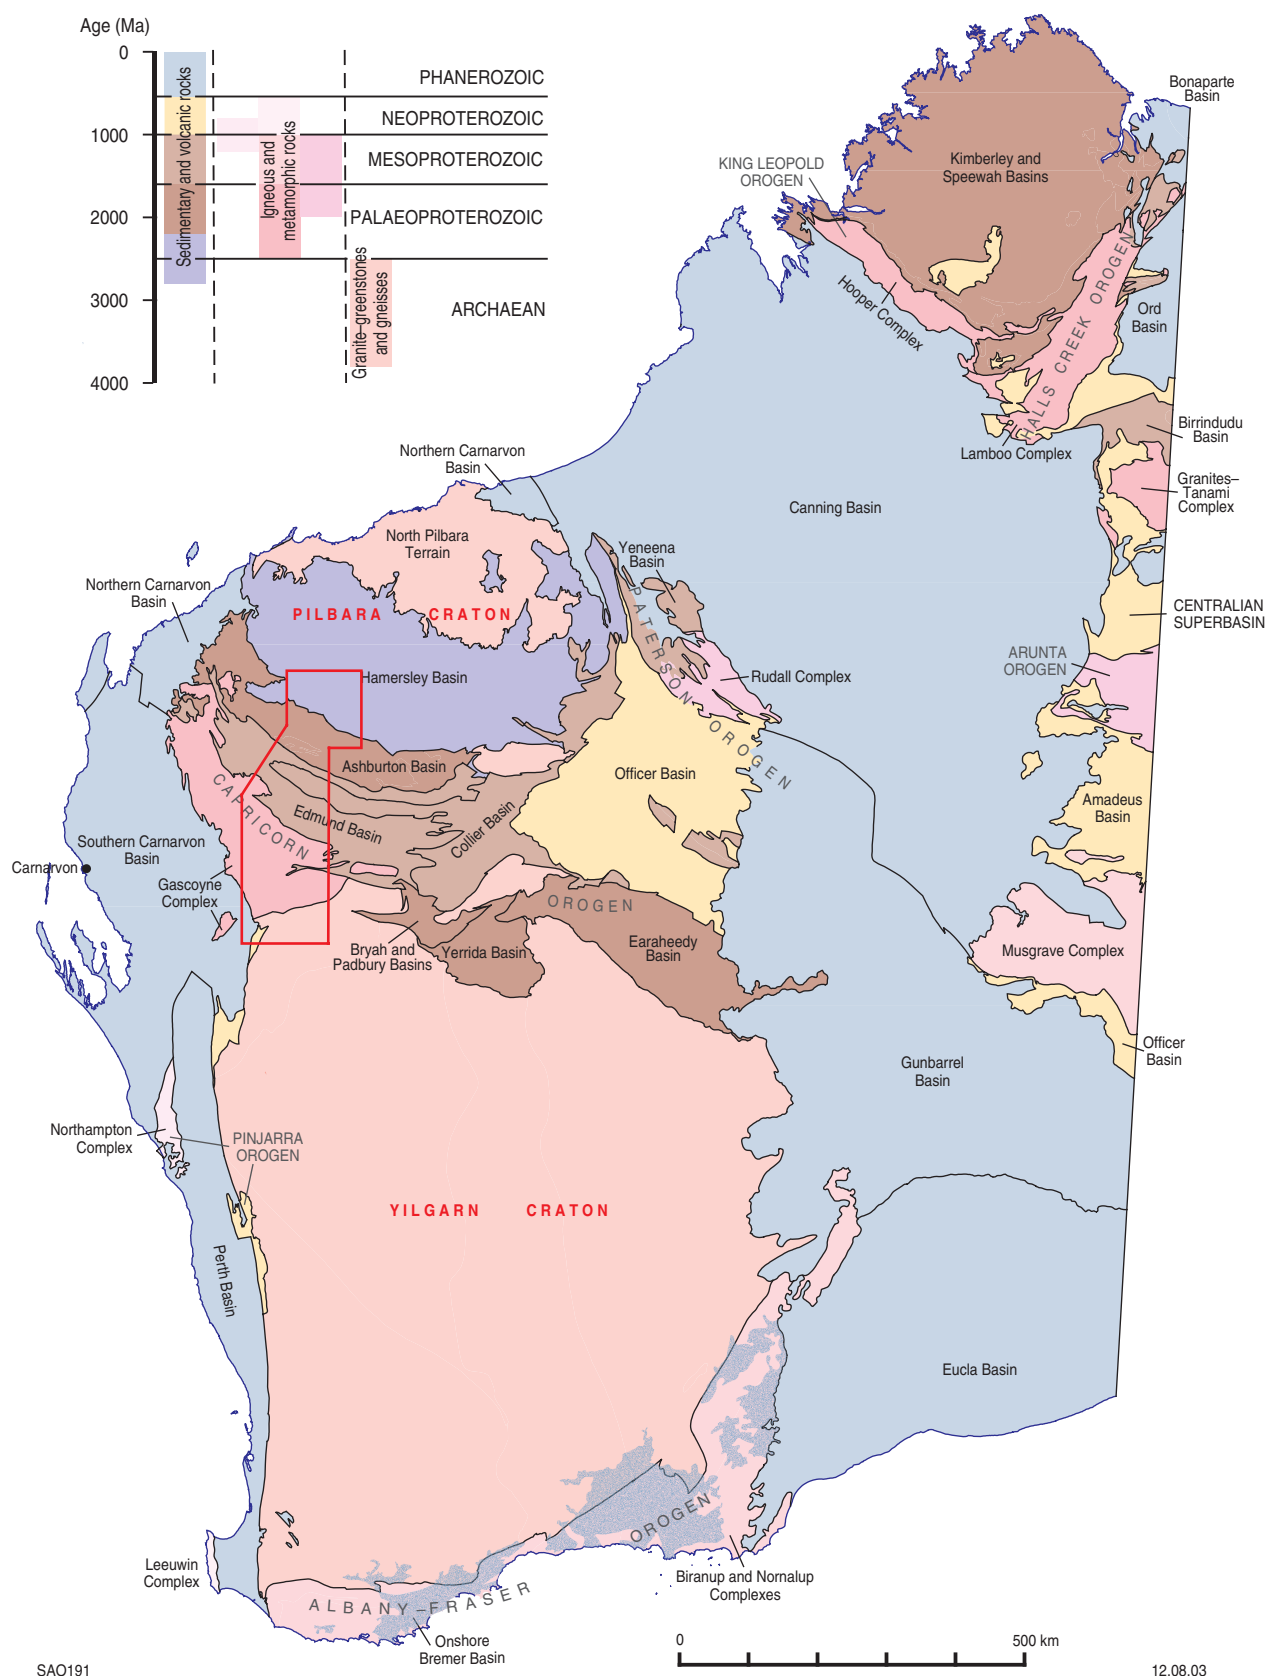 Age (Ma)
0
1000
2000
3000
4000
Sedimentary and volcanic rocks
Igneous and
metamorphic rocks
Granite–greenstones
and gneisses
PHANEROZOIC
NEOPROTEROZOIC
MESOPROTEROZOIC
PALAEOPROTEROZOIC
ARCHAEAN
Bonaparte
Basin
Kimberley and
Speewah Basins
KING LEOPOLD
OROGEN
Hooper Complex
HALLS CREEK OROGEN
Ord
Basin
Lamboo Complex
Birrindudu
Basin
Granites–
Tanami
Complex
Northern Carnarvon
Basin
Canning Basin
North Pilbara
Terrain
Yeneena
Basin
Northern Carnarvon
Basin
PILBARA CRATON
CENTRALIAN
SUPERBASIN
PATERSON OROGEN
ARUNTA
OROGEN
Hamersley Basin
Rudall Complex
Ashburton Basin
Officer Basin
CAPRICORN
OROGEN
Edmund Basin
Collier Basin
Amadeus
Basin
Southern Carnarvon
Basin
Carnarvon
Gascoyne
Complex
Bryah and
Padbury Basins
Yerrida Basin
Earaheedy
Basin
Musgrave Complex
Officer
Basin
Gunbarrel
Basin
Northampton
Complex
PINJARRA
OROGEN
YILGARN CRATON
Perth Basin
Eucla Basin
Leeuwin
Complex
ALBANY–FRASER
OROGEN
Biranup and Nornalup
Complexes
Onshore
Bremer Basin
0
500 km
SAO191
12.08.03